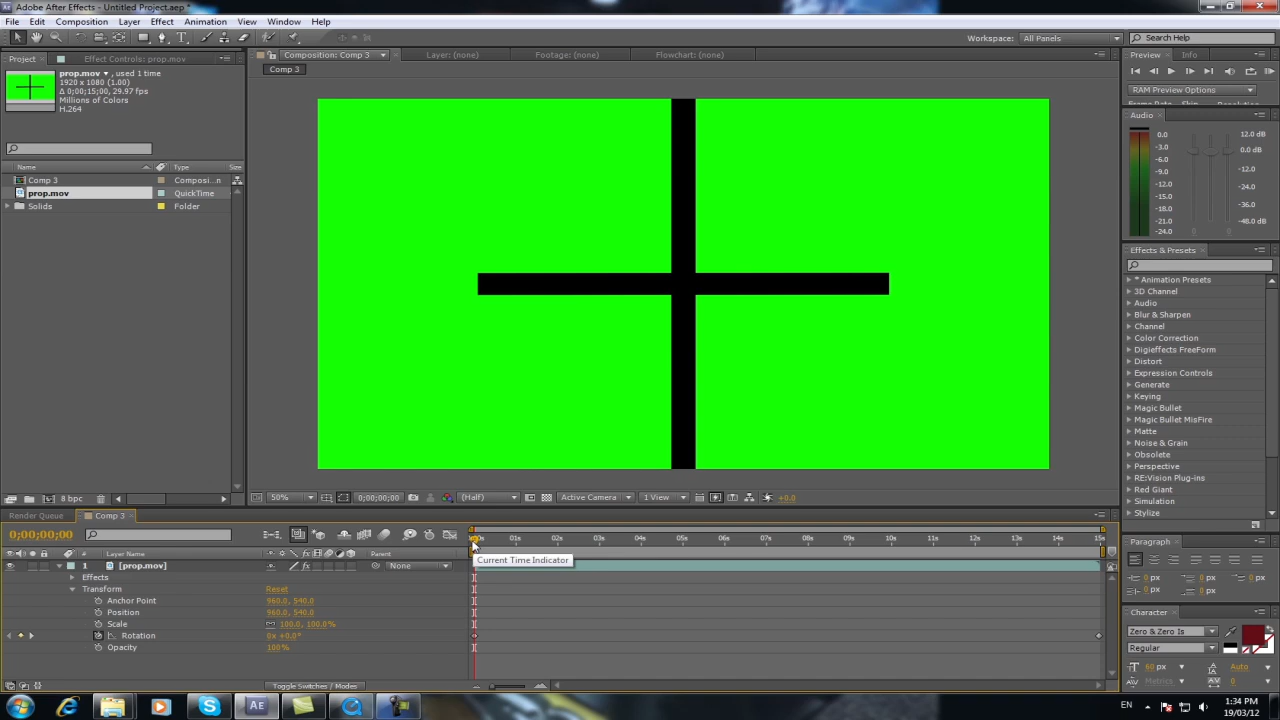 Adobe After Effects - Untitled Project.aep *
File Edit Composition Layer Effect Animation View Window Help
Workspace: All Panels
Search Help
Project
Effect Controls: prop.mov
Composition: Comp 3
Layer: (none)
Footage: (none)
Flowchart: (none)
Preview
Info
prop.mov , used 1 time
1920 x 1080 (1.00)
Δ 0;00;15;00, 29.97 fps
Millions of Colors
H.264
Comp 3
RAM Preview Options
Audio
0.0
-3.0
-6.0
-9.0
-12.0
-15.0
-18.0
-21.0
-24.0
12.0 dB
0.0 dB
-12.0
-24.0
-36.0
-48.0 dB
0 0
Name Type Size
Comp 3 Composi...n
prop.mov QuickTime
Solids Folder
Effects & Presets
* Animation Presets
3D Channel
Audio
Blur & Sharpen
Channel
Color Correction
Digieffects FreeForm
Distort
Expression Controls
Generate
Keying
Magic Bullet
Magic Bullet MisFire
Matte
Noise & Grain
Obsolete
Perspective
RE:Vision Plug-ins
Red Giant
Simulation
Stylize
8 bpc
50%
0;00;00;00
(Half)
Active Camera
1 View
+0.0
Render Queue
Comp 3
0;00;00;00
01s 02s 03s 04s 05s 06s 07s 08s 09s 10s 11s 12s 13s 14s 15s
# Layer Name Parent
1 [prop.mov] None
Current Time Indicator
Effects
Transform Reset
Anchor Point 960.0, 540.0
Position 960.0, 540.0
Scale 100.0, 100.0%
Rotation 0x +0.0°
Opacity 100%
Toggle Switches / Modes
Paragraph
0 px 0 px 0 px
0 px 0 px
Character
Zero & Zero Is
Regular
60 px Auto
Metrics 0
EN
1:34 PM
19/03/12